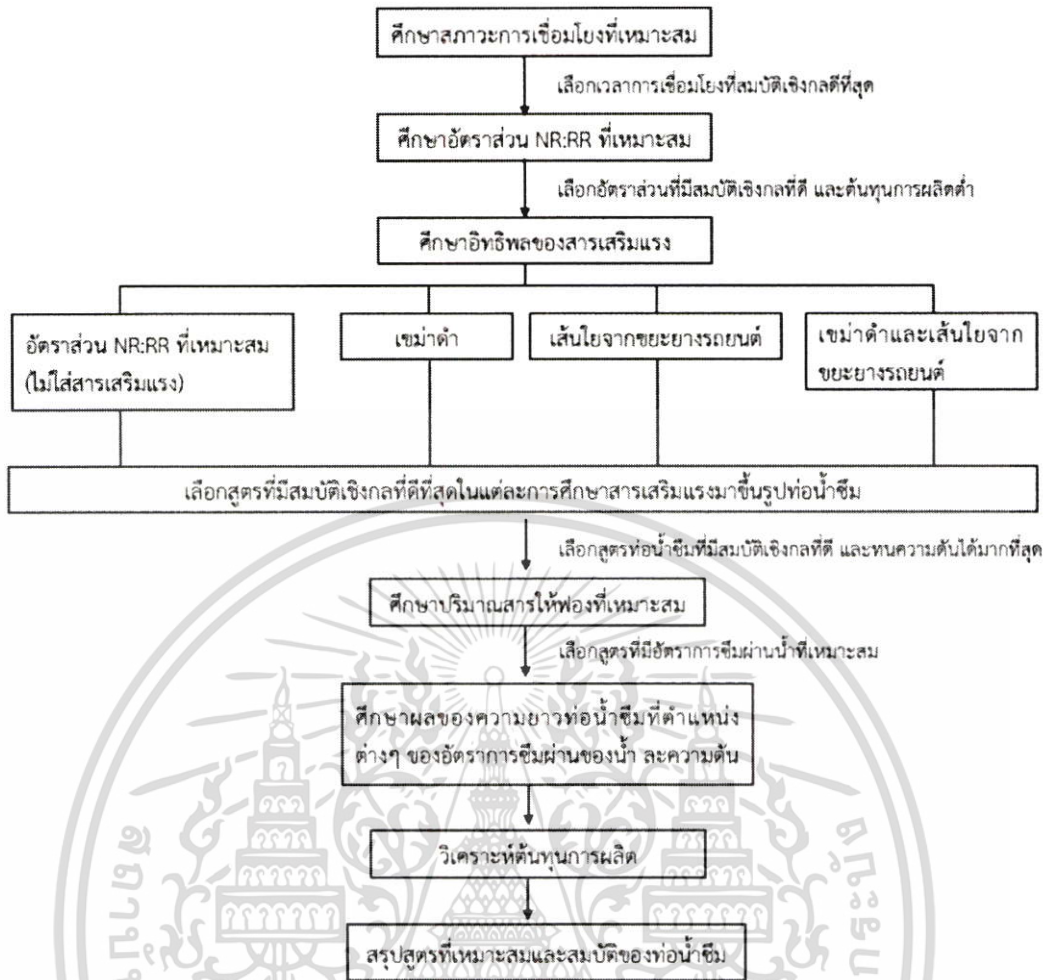 ศึกษาสภาวะการเชื่อมโยงที่เหมาะสม
เลือกเวลาการเชื่อมโยงที่สมบัติเชิงกลดีที่สุด
ศึกษาอัตราส่วน NR:RR ที่เหมาะสม
เลือกอัตราส่วนที่มีสมบัติเชิงกลที่ดี และต้นทุนการผลิตต่ำ
ศึกษาอิทธิพลของสารเสริมแรง
อัตราส่วน NR:RR ที่เหมาะสม
(ไม่ใส่สารเสริมแรง)
เขม่าดำ
เส้นใยจากขยะยางรถยนต์
เขม่าดำและเส้นใยจาก
ขยะยางรถยนต์
เลือกสูตรที่มีสมบัติเชิงกลที่ดีที่สุดในแต่ละการศึกษาสารเสริมแรงมาขึ้นรูปท่อน้ำซึม
เลือกสูตรท่อน้ำซึมที่มีสมบัติเชิงกลที่ดี และทนความดันได้มากที่สุด
ศึกษาปริมาณสารให้ฟองที่เหมาะสม
เลือกสูตรที่มีอัตราการซึมผ่านน้ำที่เหมาะสม
ศึกษาผลของความยาวท่อน้ำซึมที่ตำแหน่ง
ต่างๆ ของอัตราการซึมผ่านของน้ำ ละความดัน
วิเคราะห์ต้นทุนการผลิต
สรุปสูตรที่เหมาะสมและสมบัติของท่อน้ำซึม